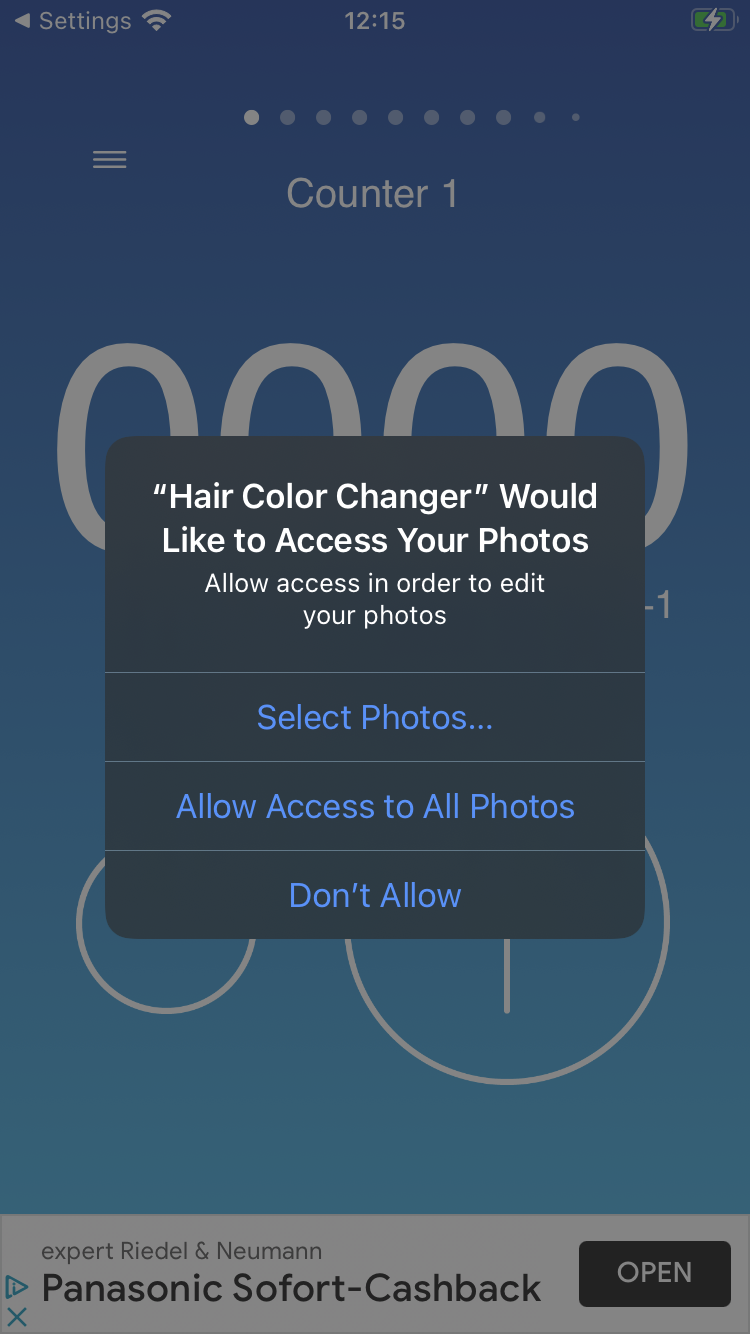 Settings
12:15
Counter 1
0000
“Hair Color Changer” Would
Like to Access Your Photos
Allow access in order to edit
your photos
-1
Select Photos...
Allow Access to All Photos
Don’t Allow
expert Riedel & Neumann
Panasonic Sofort-Cashback
OPEN